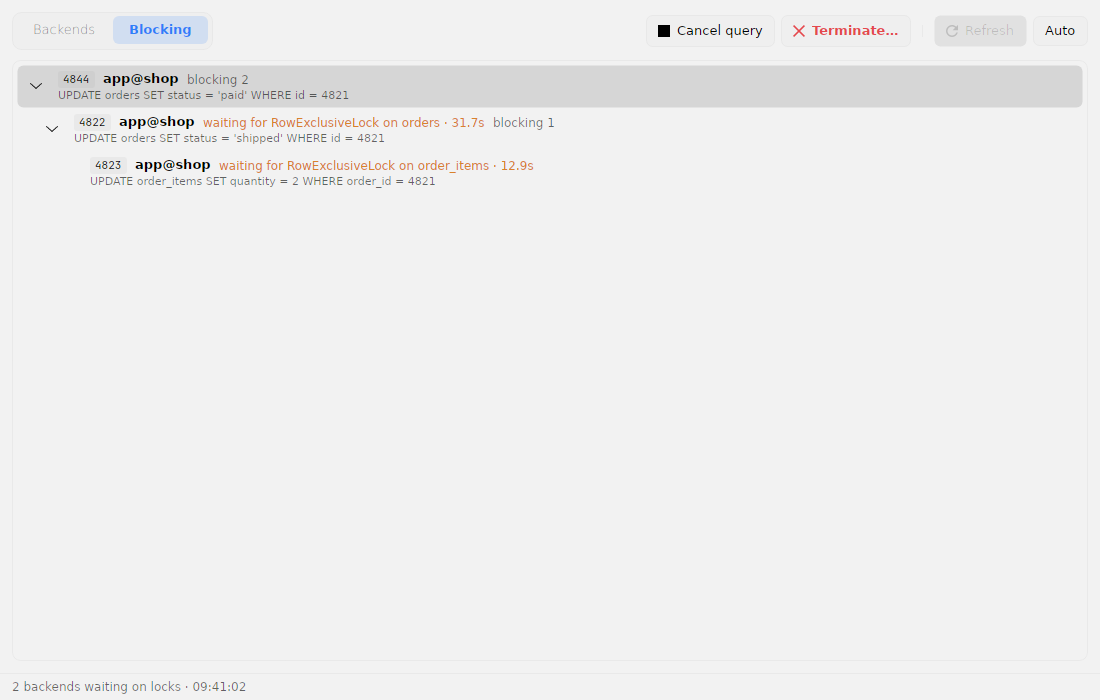 Backends Blocking Cancel query Terminate... Refresh Auto
4844 app@shop blocking 2
UPDATE orders SET status = 'paid' WHERE id = 4821
4822 app@shop waiting for RowExclusiveLock on orders · 31.7s blocking 1
UPDATE orders SET status = 'shipped' WHERE id = 4821
4823 app@shop waiting for RowExclusiveLock on order_items · 12.9s
UPDATE order_items SET quantity = 2 WHERE order_id = 4821
2 backends waiting on locks · 09:41:02